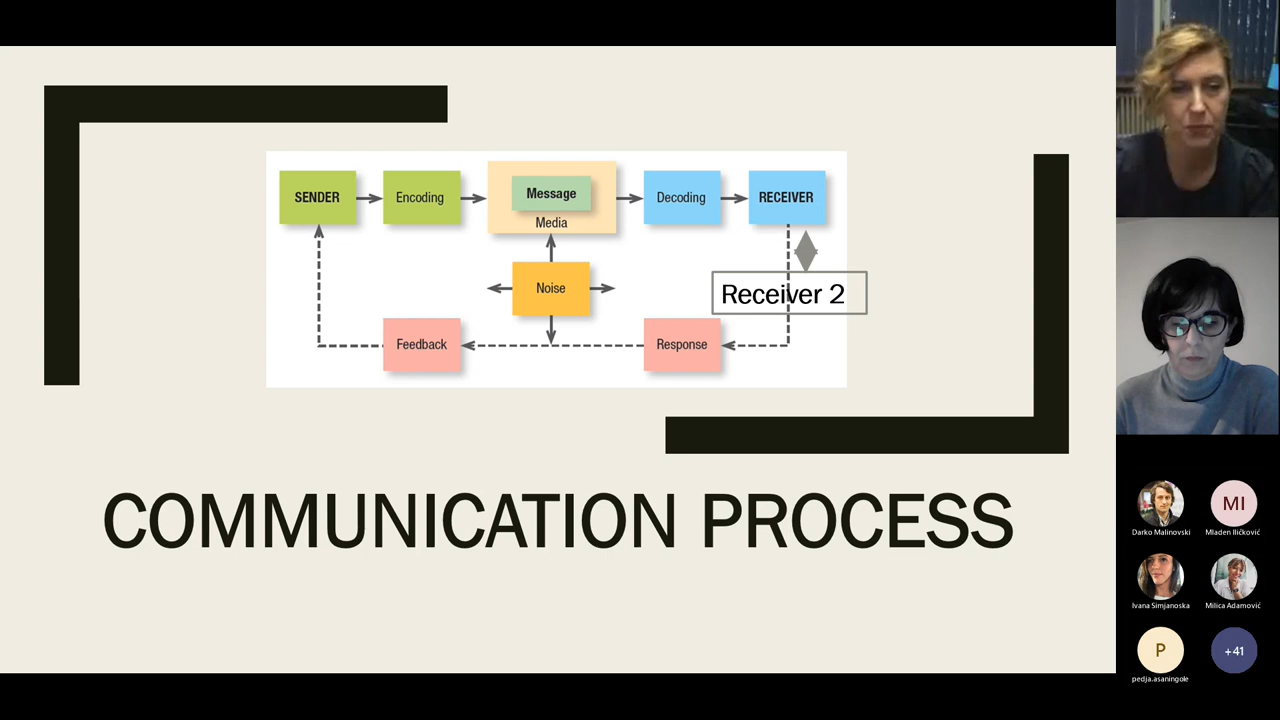 SENDER
Encoding
Message
Media
Decoding
RECEIVER
Noise
Receiver 2
Feedback
Response
COMMUNICATION PROCESS
Darko Malinovski
MI
Mladen Iličković
Ivana Simjanoska
Milica Adamović
P
pedja.asaningole
+41